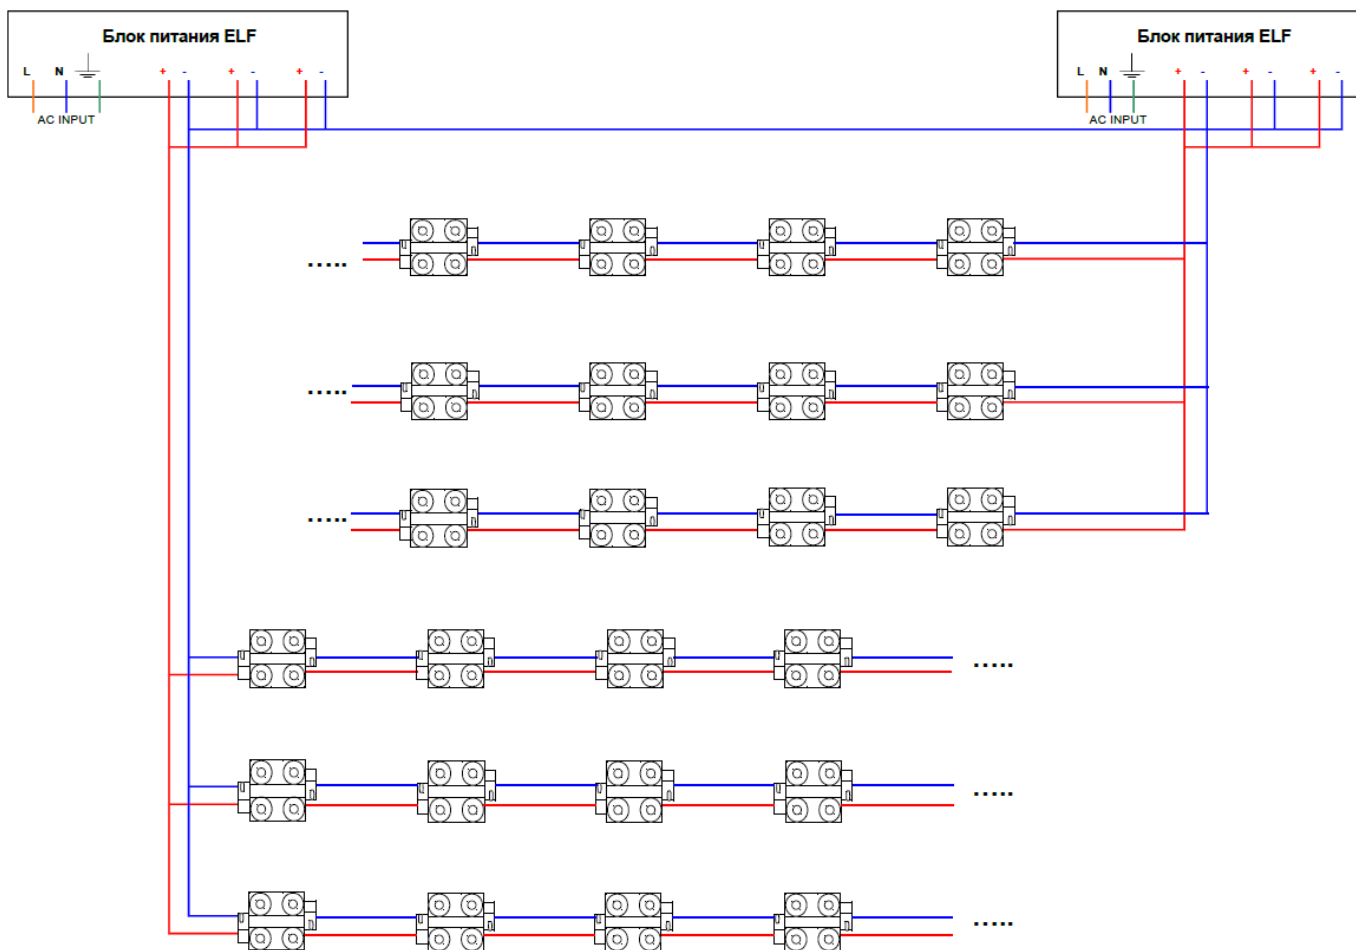 Блок питания ELF
L N + - + - + -
AC INPUT
Блок питания ELF
L N + - + - + -
AC INPUT
.....
.....
.....
.....
.....
.....